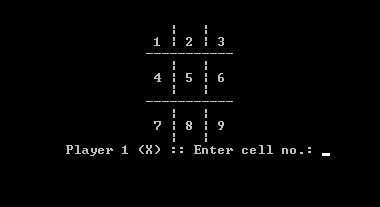 1 ¦ 2 ¦ 3
4 ¦ 5 ¦ 6
7 ¦ 8 ¦ 9
Player 1 (X) :: Enter cell no.: _